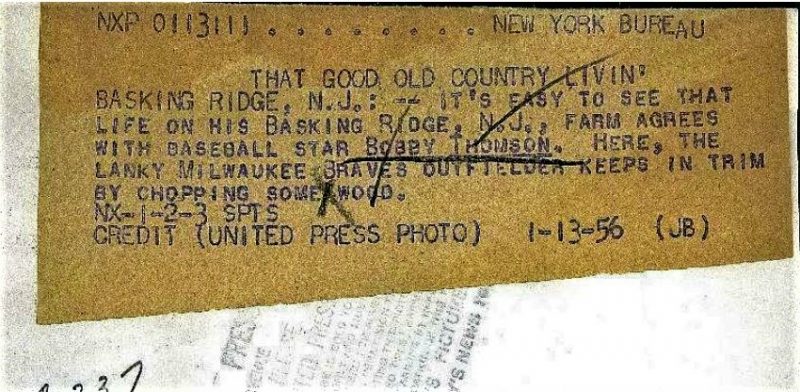 NXP 0113111 . . . . . . . . . NEW YORK BUREAU
THAT GOOD OLD COUNTRY LIVIN'
BASKING RIDGE, N.J.: -- IT'S EASY TO SEE THAT
LIFE ON HIS BASKING RIDGE, N.J., FARM AGREES
WITH BASEBALL STAR BOBBY THOMSON. HERE, THE
LANKY MILWAUKEE BRAVES OUTFIELDER KEEPS IN TRIM
BY CHOPPING SOME WOOD.
NX-1-2-3 SPTS
CREDIT (UNITED PRESS PHOTO) 1-13-56 (JB)